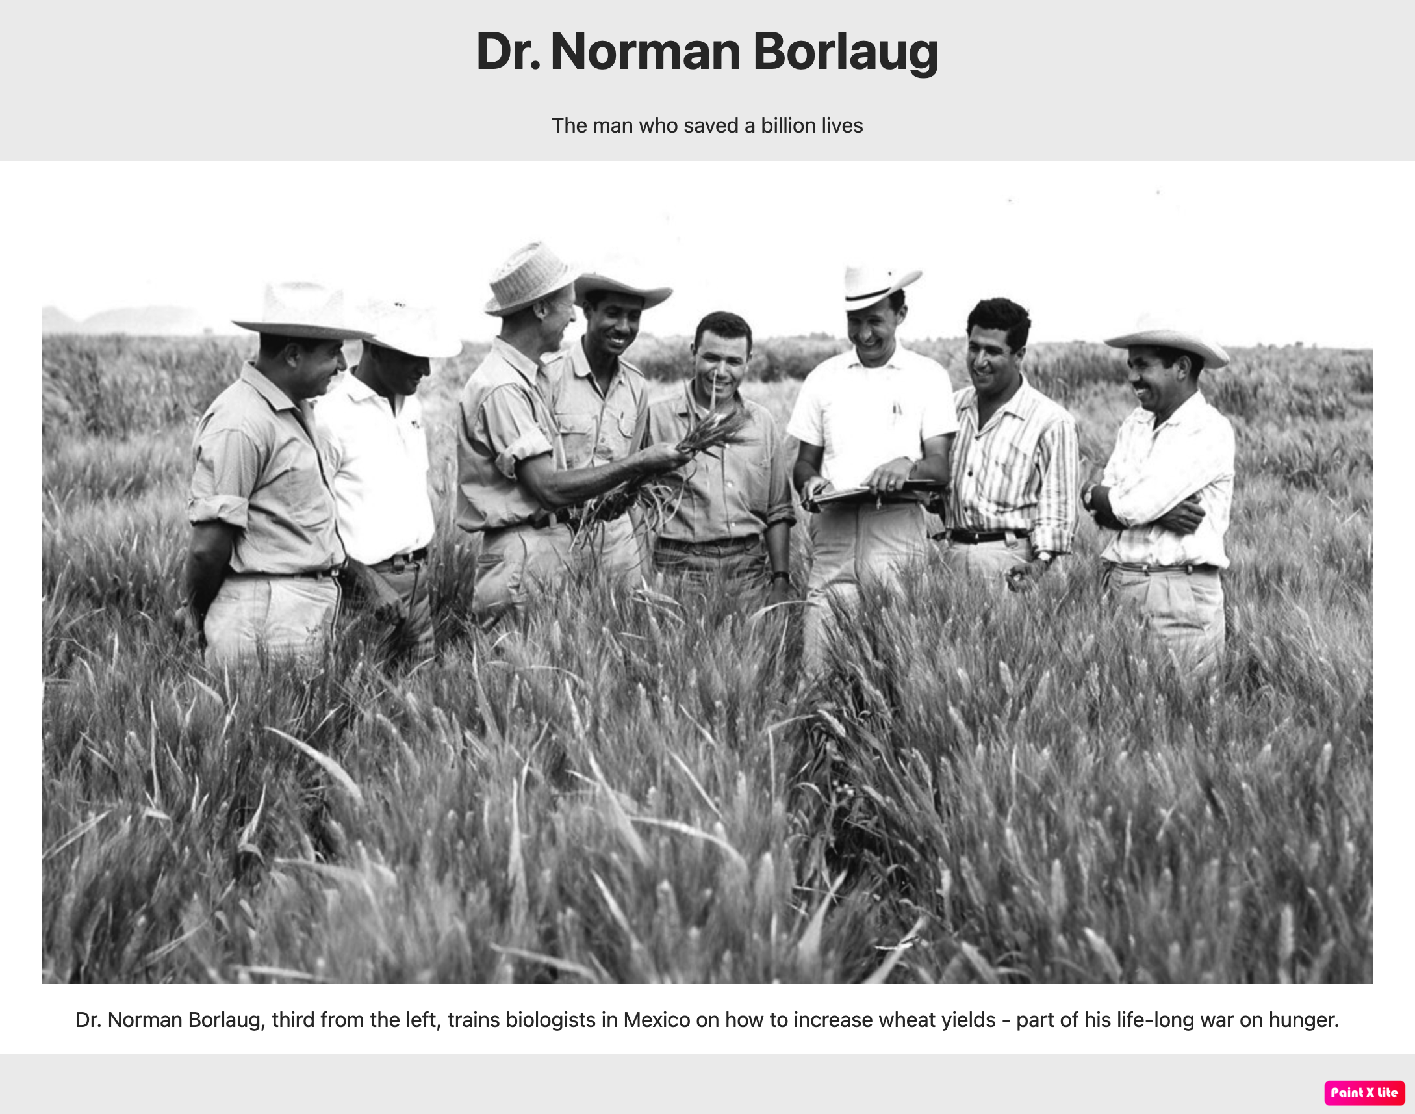 Dr. Norman Borlaug
The man who saved a billion lives
Dr. Norman Borlaug, third from the left, trains biologists in Mexico on how to increase wheat yields - part of his life-long war on hunger.
Paint X Lite